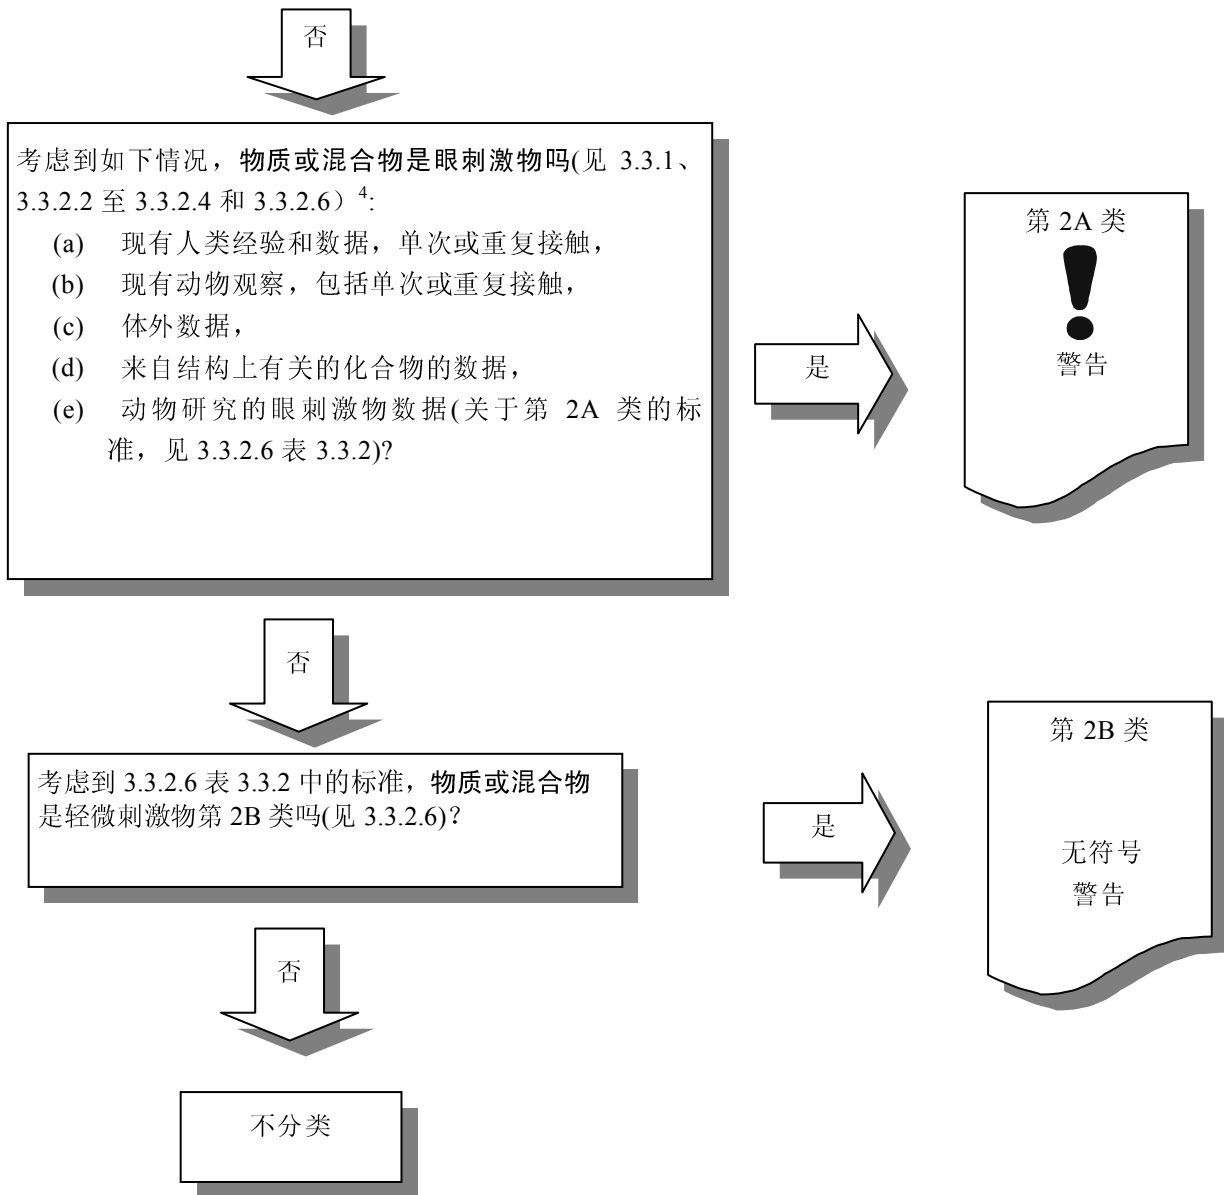 否
考虑到如下情况，物质或混合物是眼刺激物吗(见 3.3.1、
3.3.2.2 至 3.3.2.4 和 3.3.2.6）4:
(a) 现有人类经验和数据，单次或重复接触，
(b) 现有动物观察，包括单次或重复接触，
(c) 体外数据，
(d) 来自结构上有关的化合物的数据，
(e) 动物研究的眼刺激物数据(关于第 2A 类的标
准，见 3.3.2.6 表 3.3.2)?
是
第 2A 类
警告
否
考虑到 3.3.2.6 表 3.3.2 中的标准，物质或混合物
是轻微刺激物第 2B 类吗(见 3.3.2.6)？
是
第 2B 类
无符号
警告
否
不分类